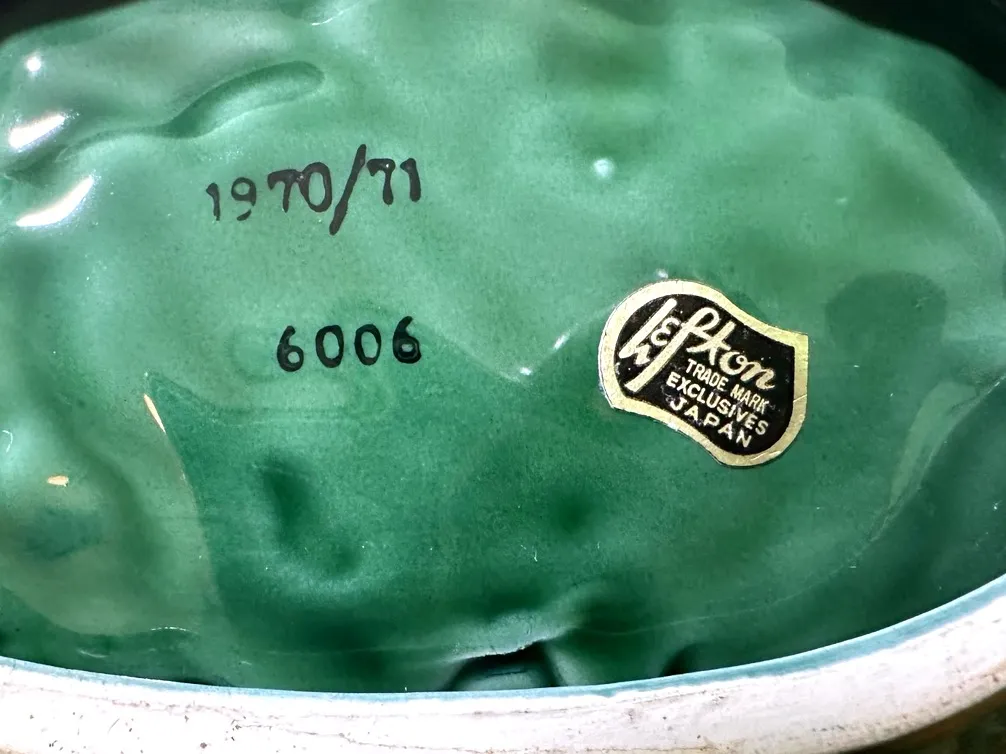 1970/71
6006
Lefton
TRADE MARK
EXCLUSIVES
JAPAN